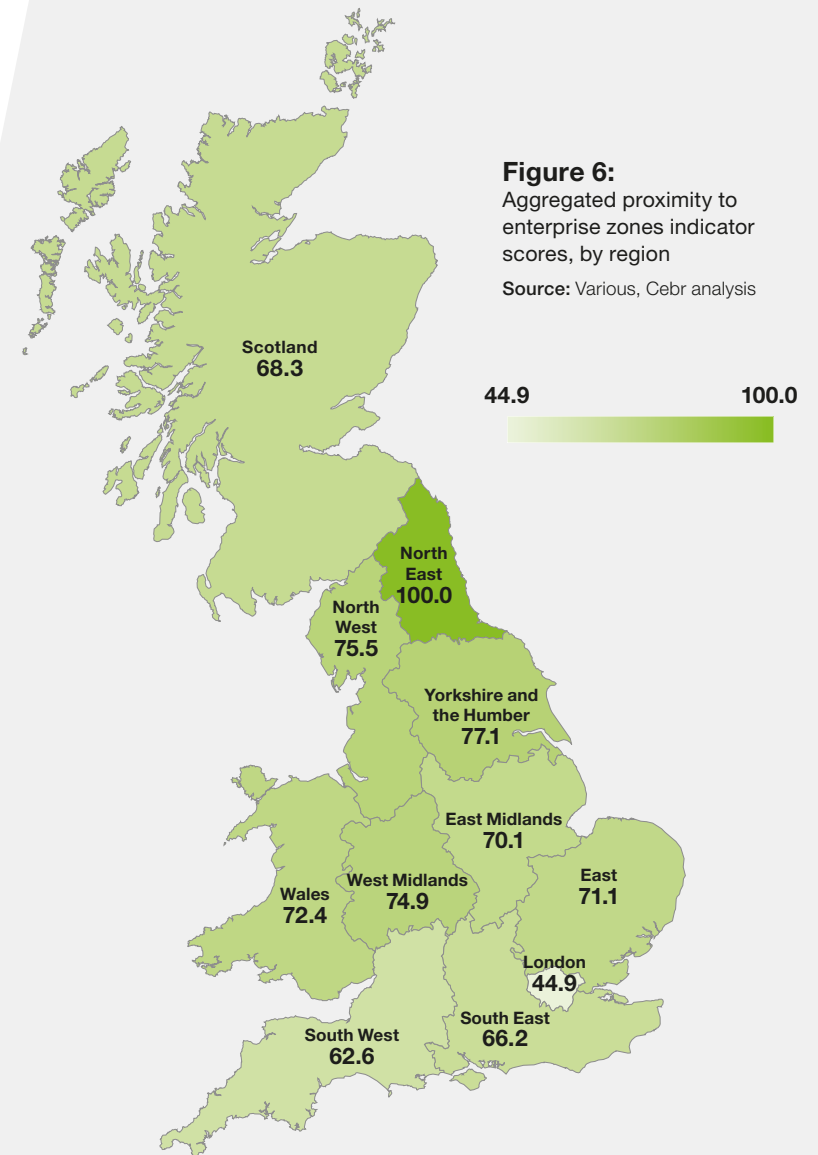 Figure 6:
Aggregated proximity to
enterprise zones indicator
scores, by region
Source: Various, Cebr analysis
44.9 100.0
Scotland
68.3
North
East
100.0
North
West
75.5
Yorkshire and
the Humber
77.1
East Midlands
70.1
West Midlands
74.9
East
71.1
Wales
72.4
London
44.9
South East
66.2
South West
62.6